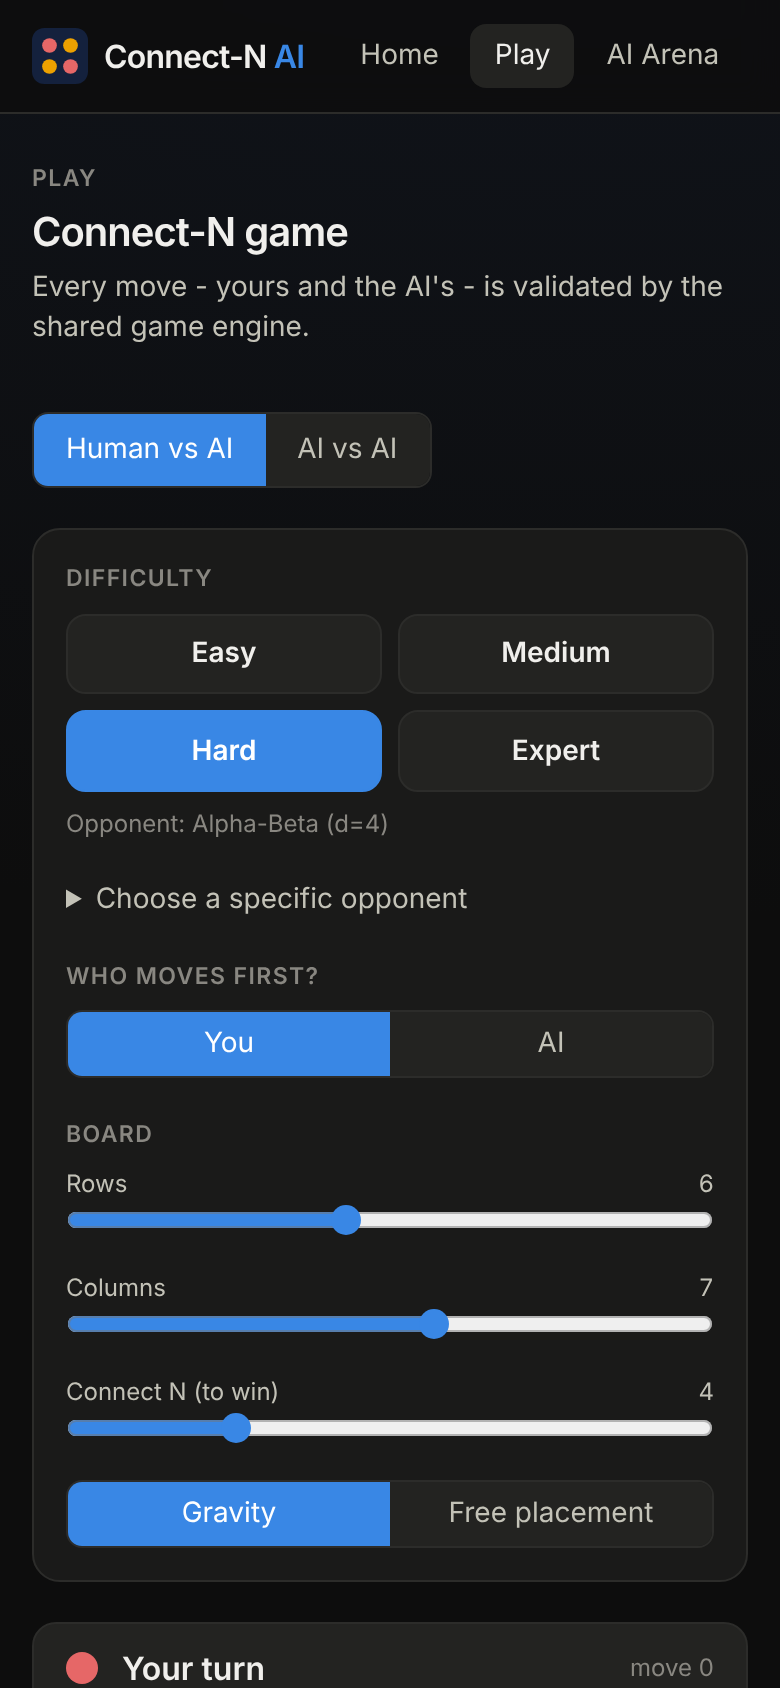 Connect-N AI
Home
Play
AI Arena
PLAY
Connect-N game
Every move - yours and the AI's - is validated by the
shared game engine.
Human vs AI
AI vs AI
DIFFICULTY
Easy
Medium
Hard
Expert
Opponent: Alpha-Beta (d=4)
Choose a specific opponent
WHO MOVES FIRST?
You
AI
BOARD
Rows
6
Columns
7
Connect N (to win)
4
Gravity
Free placement
Your turn
move 0